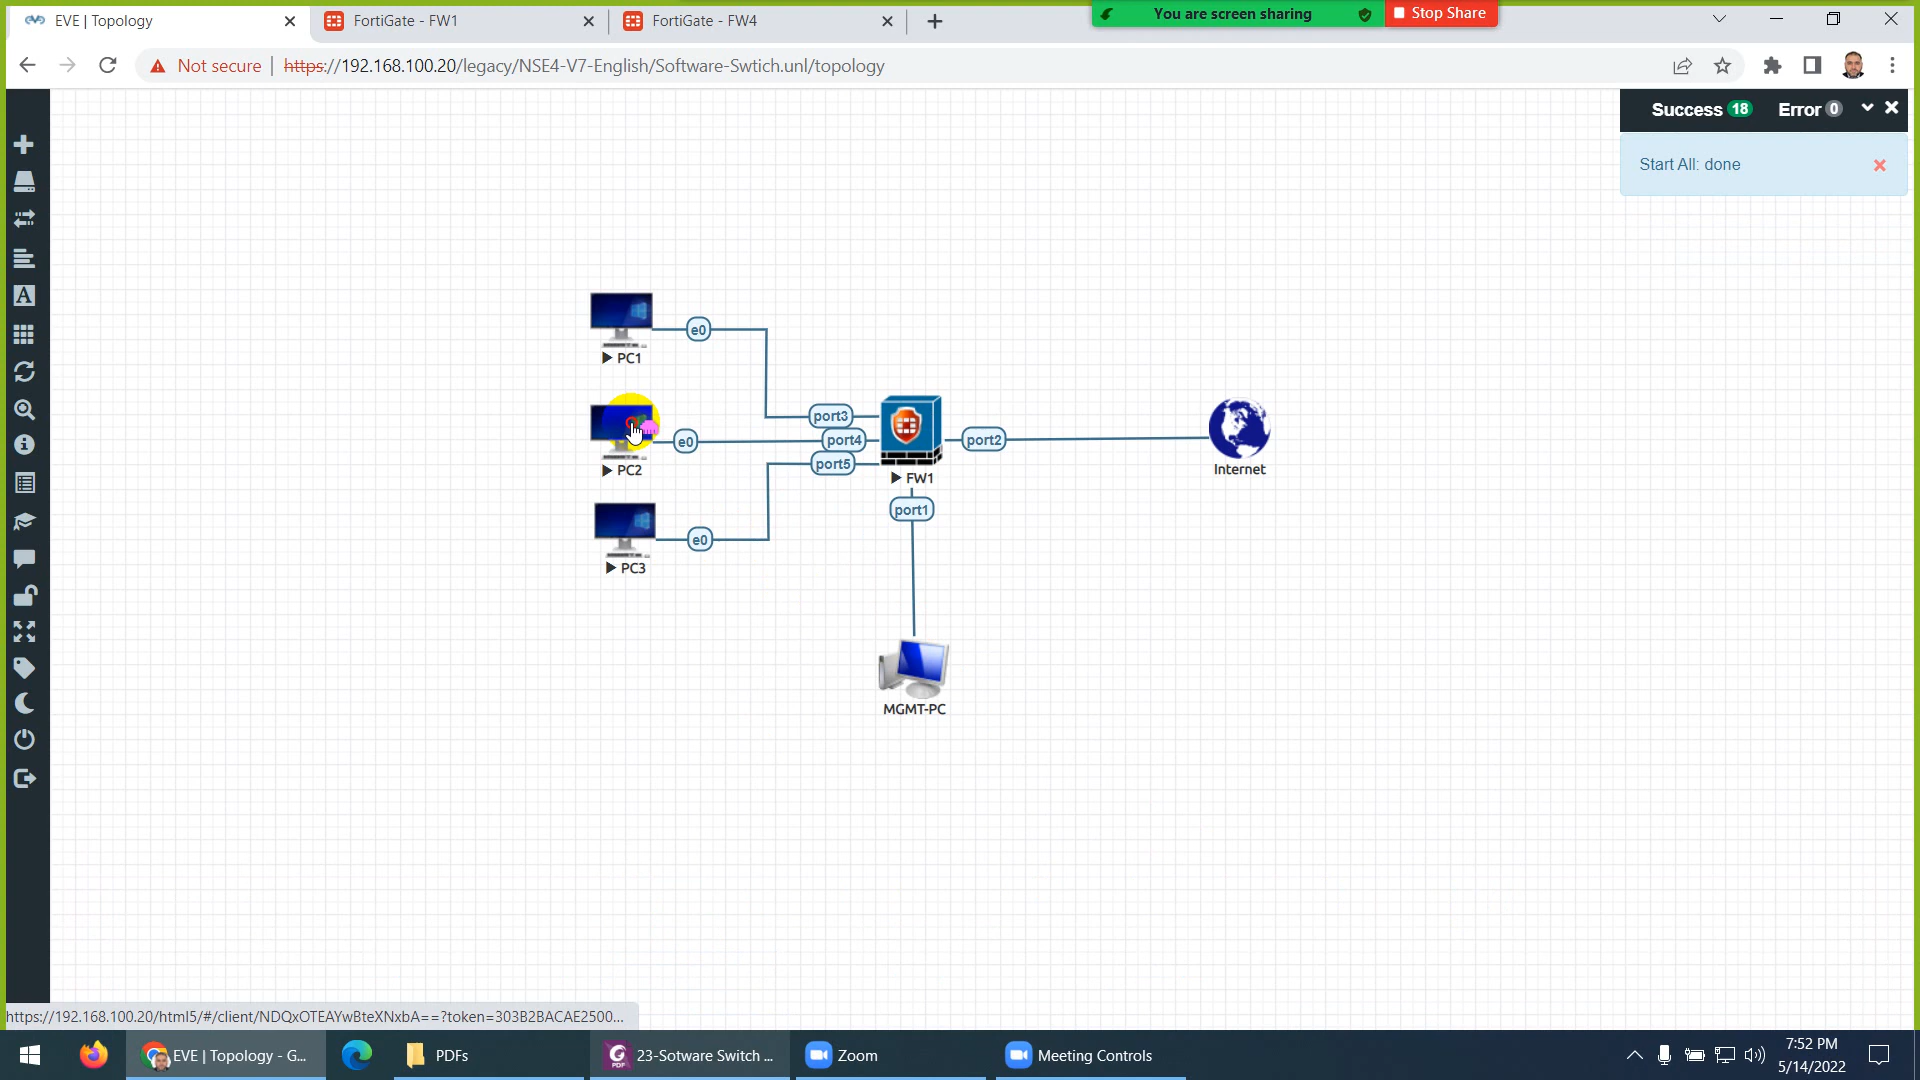 EVE | Topology
FortiGate - FW1
FortiGate - FW4
You are screen sharing
Stop Share
Not secure
https://192.168.100.20/legacy/NSE4-V7-English/Software-Swtich.unl/topology
Success 18 Error 0
Start All: done
e0
PC1
port3
e0
port4
port2
PC2
port5
FW1
Internet
port1
e0
PC3
MGMT-PC
https://192.168.100.20/html5/#/client/NDQxOTEAYwBteXNxbA==?token=303B2BACAE2500...
EVE | Topology - G...
PDFs
23-Sotware Switch ...
Zoom
Meeting Controls
7:52 PM
5/14/2022